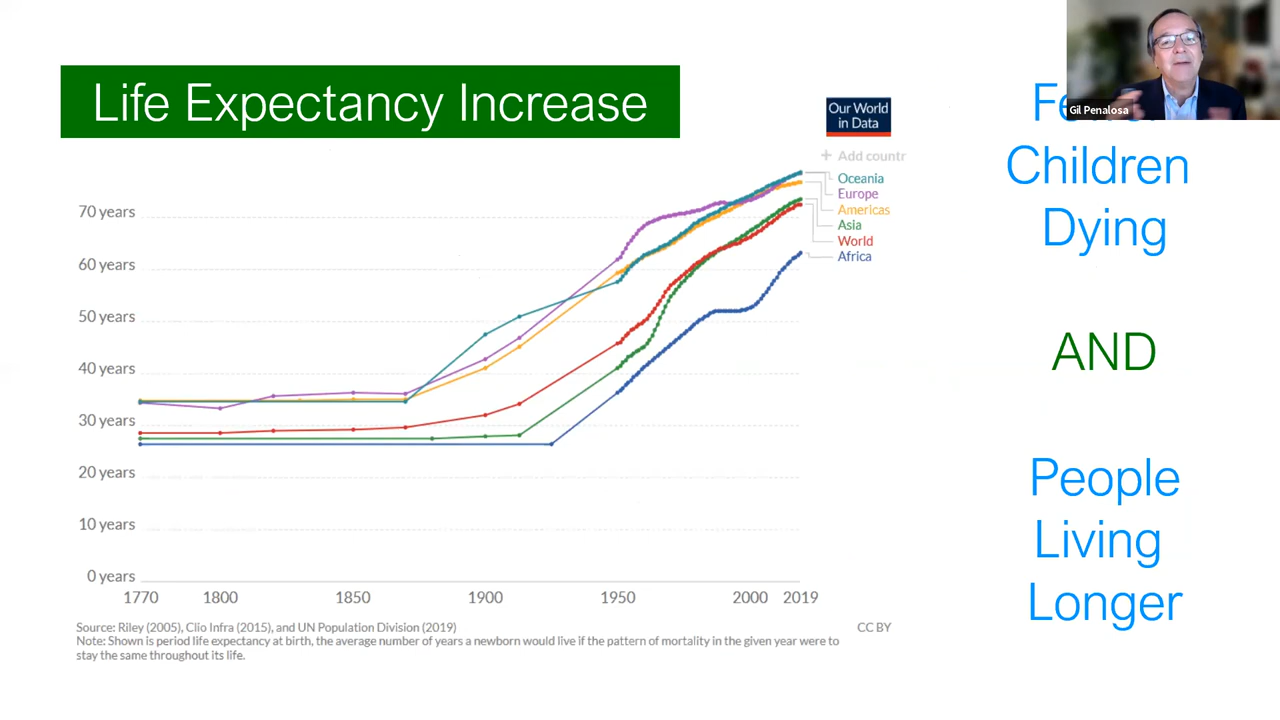 Life Expectancy Increase
Our World
in Data
+ Add countr
Oceania
Europe
Americas
Asia
World
Africa
70 years
60 years
50 years
40 years
30 years
20 years
10 years
0 years
1770
1800
1850
1900
1950
2000
2019
Source: Riley (2005), Clio Infra (2015), and UN Population Division (2019)
CC BY
Note: Shown is period life expectancy at birth, the average number of years a newborn would live if the pattern of mortality in the given year were to
stay the same throughout its life.
Gil Penalosa
Children
Dying
AND
People
Living
Longer